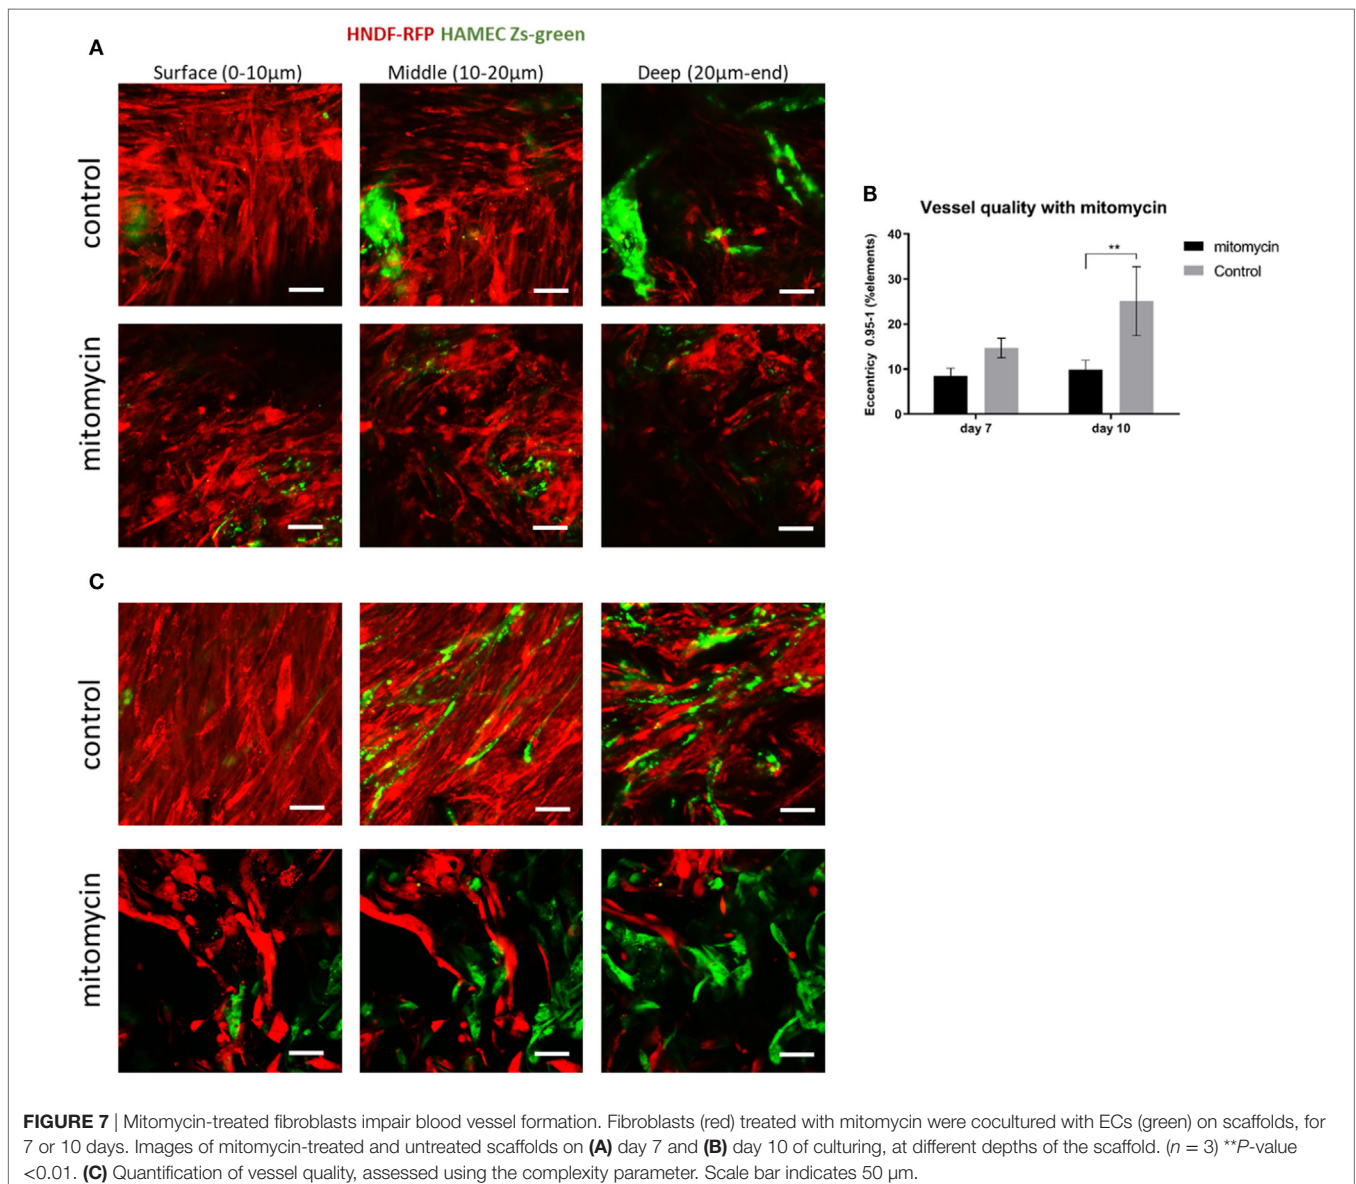 A
HNDF-RFP HAMEC Zs-green
Surface (0-10µm) Middle (10-20µm) Deep (20µm-end)
control
mitomycin
B
Vessel quality with mitomycin
Eccentricy 0.95-1 (%elements)
40
30
20
10
0
**
day 7 day 10
mitomycin
Control
C
control
mitomycin
FIGURE 7 | Mitomycin-treated fibroblasts impair blood vessel formation. Fibroblasts (red) treated with mitomycin were cocultured with ECs (green) on scaffolds, for
7 or 10 days. Images of mitomycin-treated and untreated scaffolds on (A) day 7 and (B) day 10 of culturing, at different depths of the scaffold. (n = 3) **P-value
<0.01. (C) Quantification of vessel quality, assessed using the complexity parameter. Scale bar indicates 50 µm.